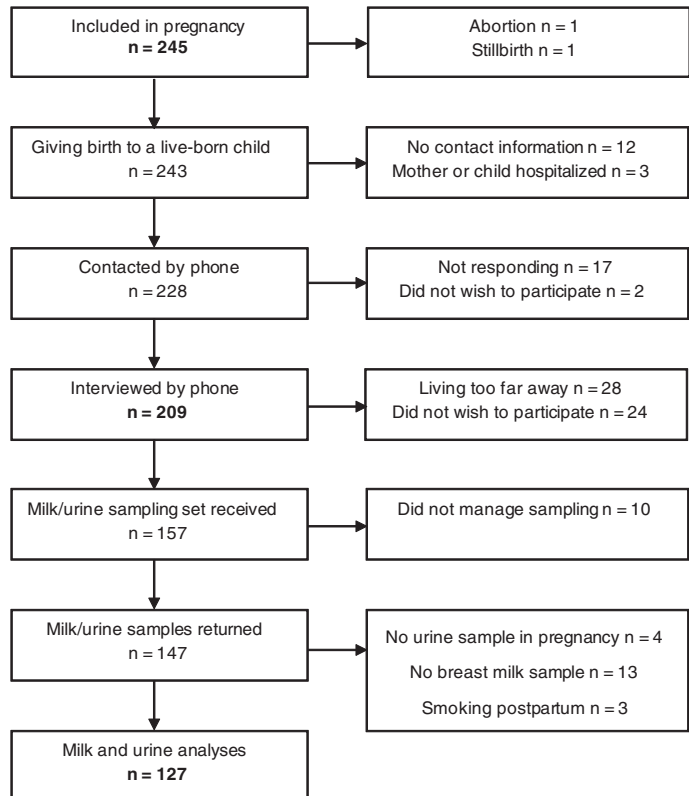 Included in pregnancy
n = 245
Abortion n = 1
Stillbirth n = 1
Giving birth to a live-born child
n = 243
No contact information n = 12
Mother or child hospitalized n = 3
Contacted by phone
n = 228
Not responding n = 17
Did not wish to participate n = 2
Interviewed by phone
n = 209
Living too far away n = 28
Did not wish to participate n = 24
Milk/urine sampling set received
n = 157
Did not manage sampling n = 10
Milk/urine samples returned
n = 147
No urine sample in pregnancy n = 4
No breast milk sample n = 13
Smoking postpartum n = 3
Milk and urine analyses
n = 127